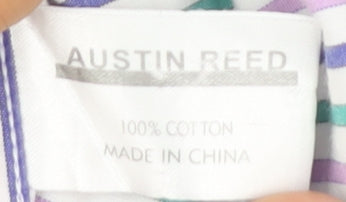 AUSTIN REED
100% COTTON
MADE IN CHINA